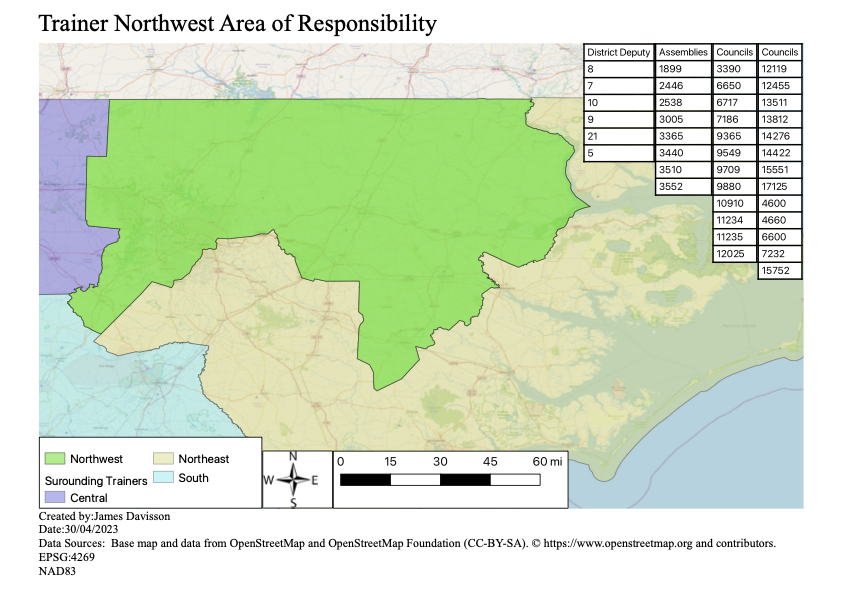 Trainer Northwest Area of Responsibility
District Deputy Assemblies Councils Councils
8 1899 3390 12119
7 2446 6650 12455
10 2538 6717 13511
9 3005 7186 13812
21 3365 9365 14276
5 3440 9549 14422
3510 9709 15551
3552 9880 17125
10910 4600
11234 4660
11235 6600
12025 7232
15752
Northwest Northeast
Surounding Trainers South
Central
N
W E
S
0 15 30 45 60 mi
Created by:James Davisson
Date:30/04/2023
Data Sources: Base map and data from OpenStreetMap and OpenStreetMap Foundation (CC-BY-SA). © https://www.openstreetmap.org and contributors.
EPSG:4269
NAD83